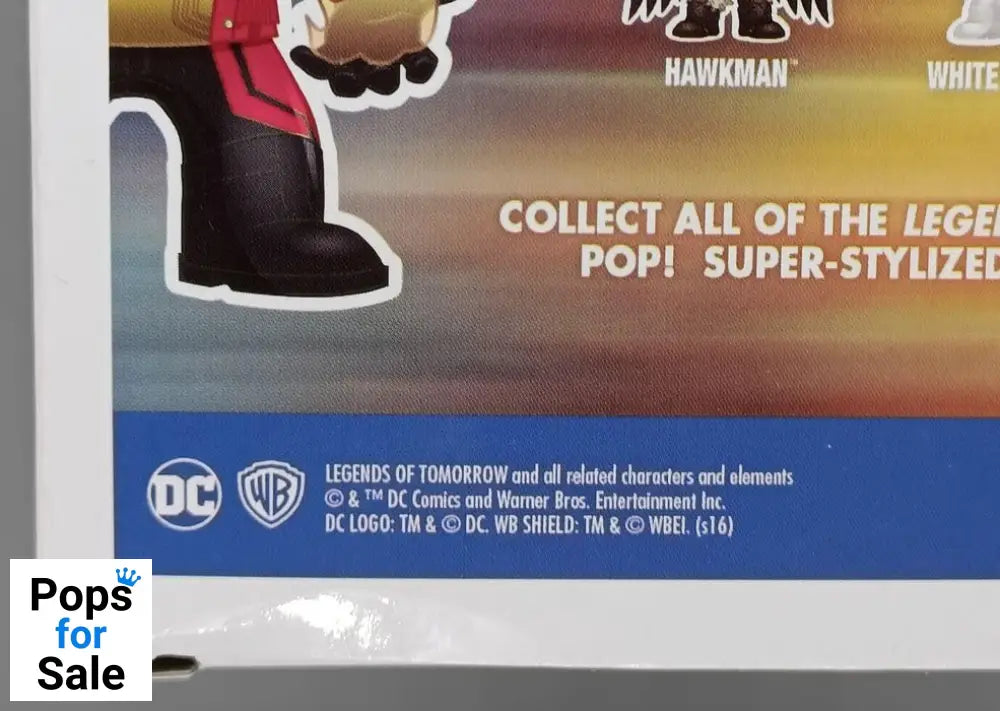 HAWKMAN™
WHITE
COLLECT ALL OF THE LEGE
POP! SUPER-STYLIZED
DC
WB
LEGENDS OF TOMORROW and all related characters and elements
© & ™ DC Comics and Warner Bros. Entertainment Inc.
DC LOGO: TM & © DC. WB SHIELD: TM & © WBEI. (s16)
Pops
for
Sale